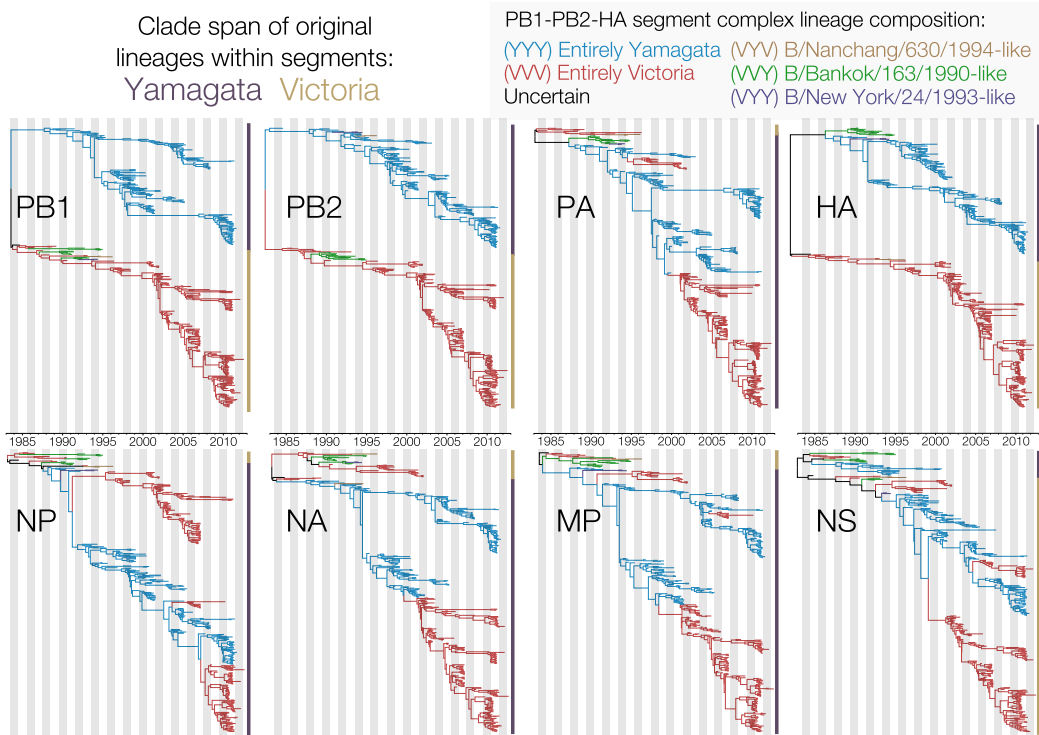 Clade span of original
lineages within segments:
Yamagata Victoria
PB1-PB2-HA segment complex lineage composition:
(YYY) Entirely Yamagata (VYV) B/Nanchang/630/1994-like
(VVV) Entirely Victoria (VVY) B/Bankok/163/1990-like
Uncertain (VYY) B/New York/24/1993-like
PB1 PB2 PA HA
1985 1990 1995 2000 2005 2010 1985 1990 1995 2000 2005 2010 1985 1990 1995 2000 2005 2010 1985 1990 1995 2000 2005 2010
NP NA MP NS